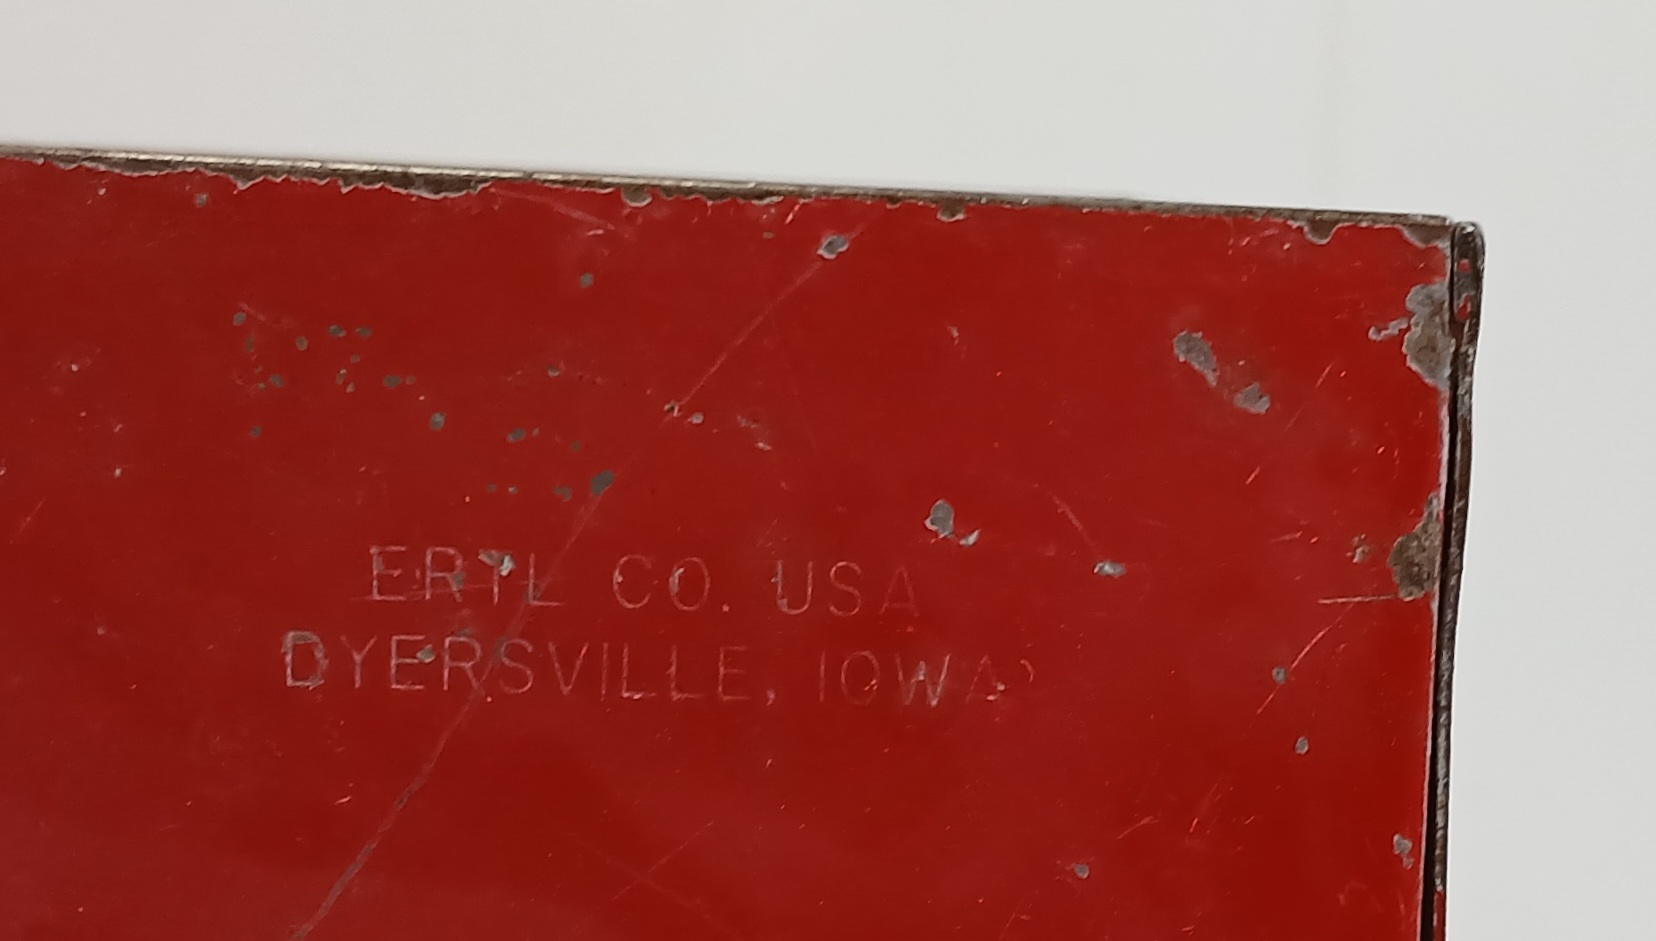 ERTL CO. USA
DYERSVILLE, IOWA